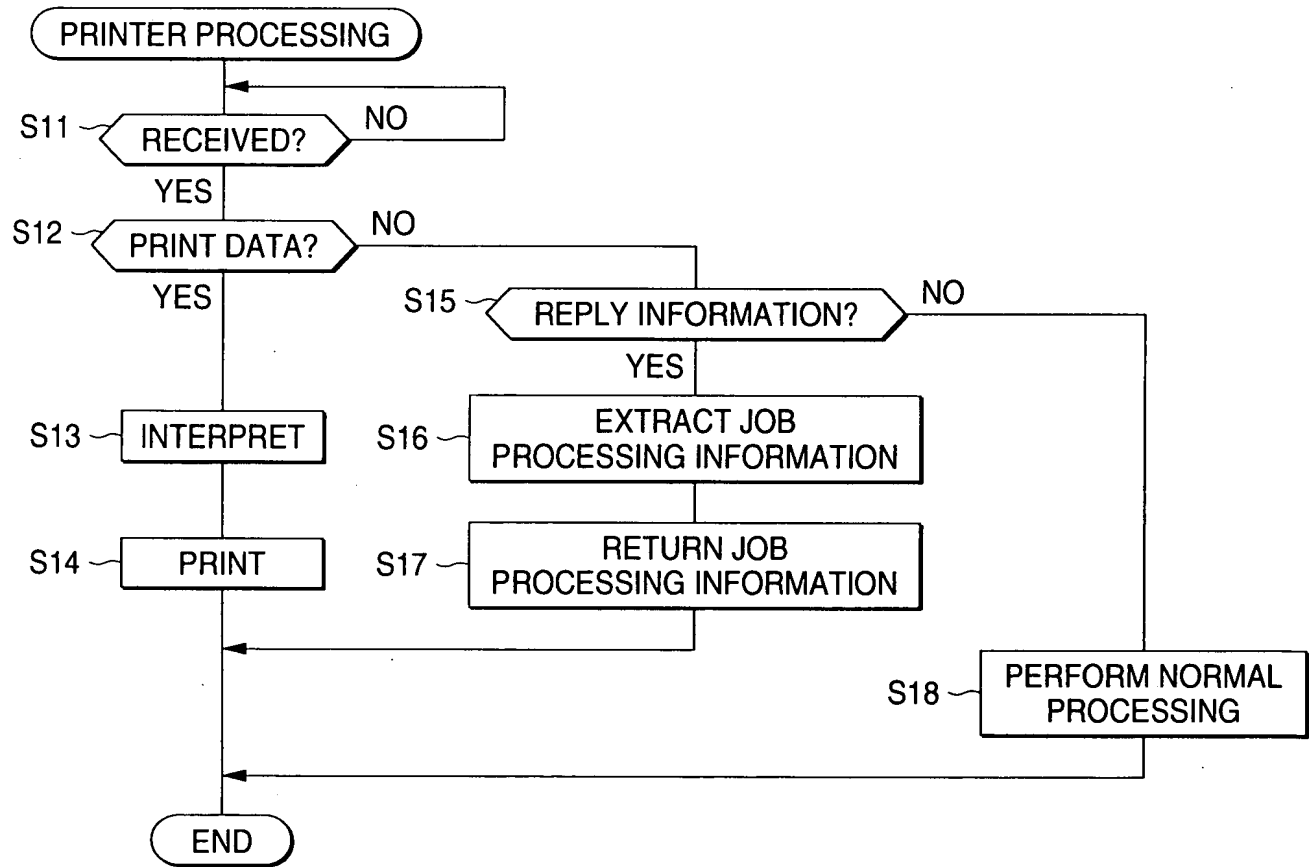 PRINTER PROCESSING
S11
RECEIVED?
NO
YES
S12
PRINT DATA?
NO
YES
S15
REPLY INFORMATION?
NO
YES
S13
INTERPRET
S16
EXTRACT JOB
PROCESSING INFORMATION
S14
PRINT
S17
RETURN JOB
PROCESSING INFORMATION
S18
PERFORM NORMAL
PROCESSING
END